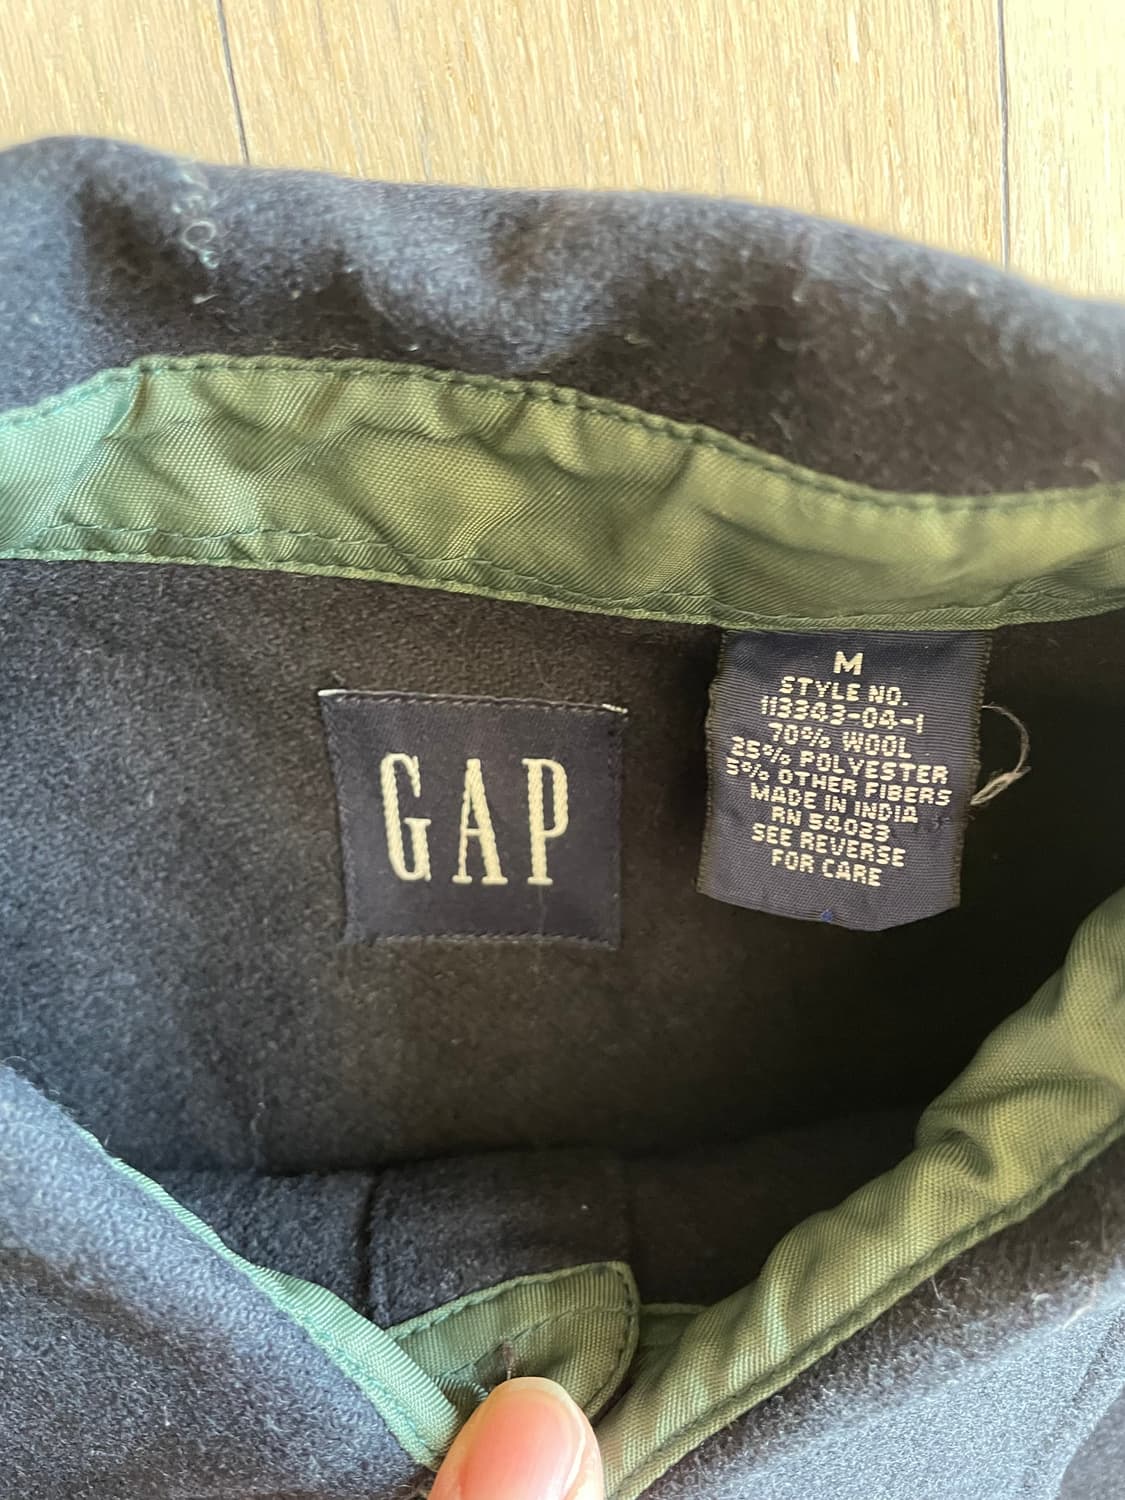 GAP
M
STYLE NO.
113343-04-1
70% WOOL
25% POLYESTER
5% OTHER FIBERS
MADE IN INDIA
RN 54023
SEE REVERSE
FOR CARE